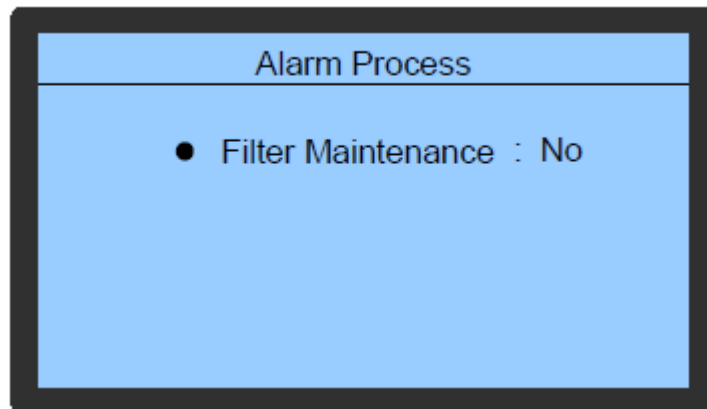 Alarm Process
● Filter Maintenance : No